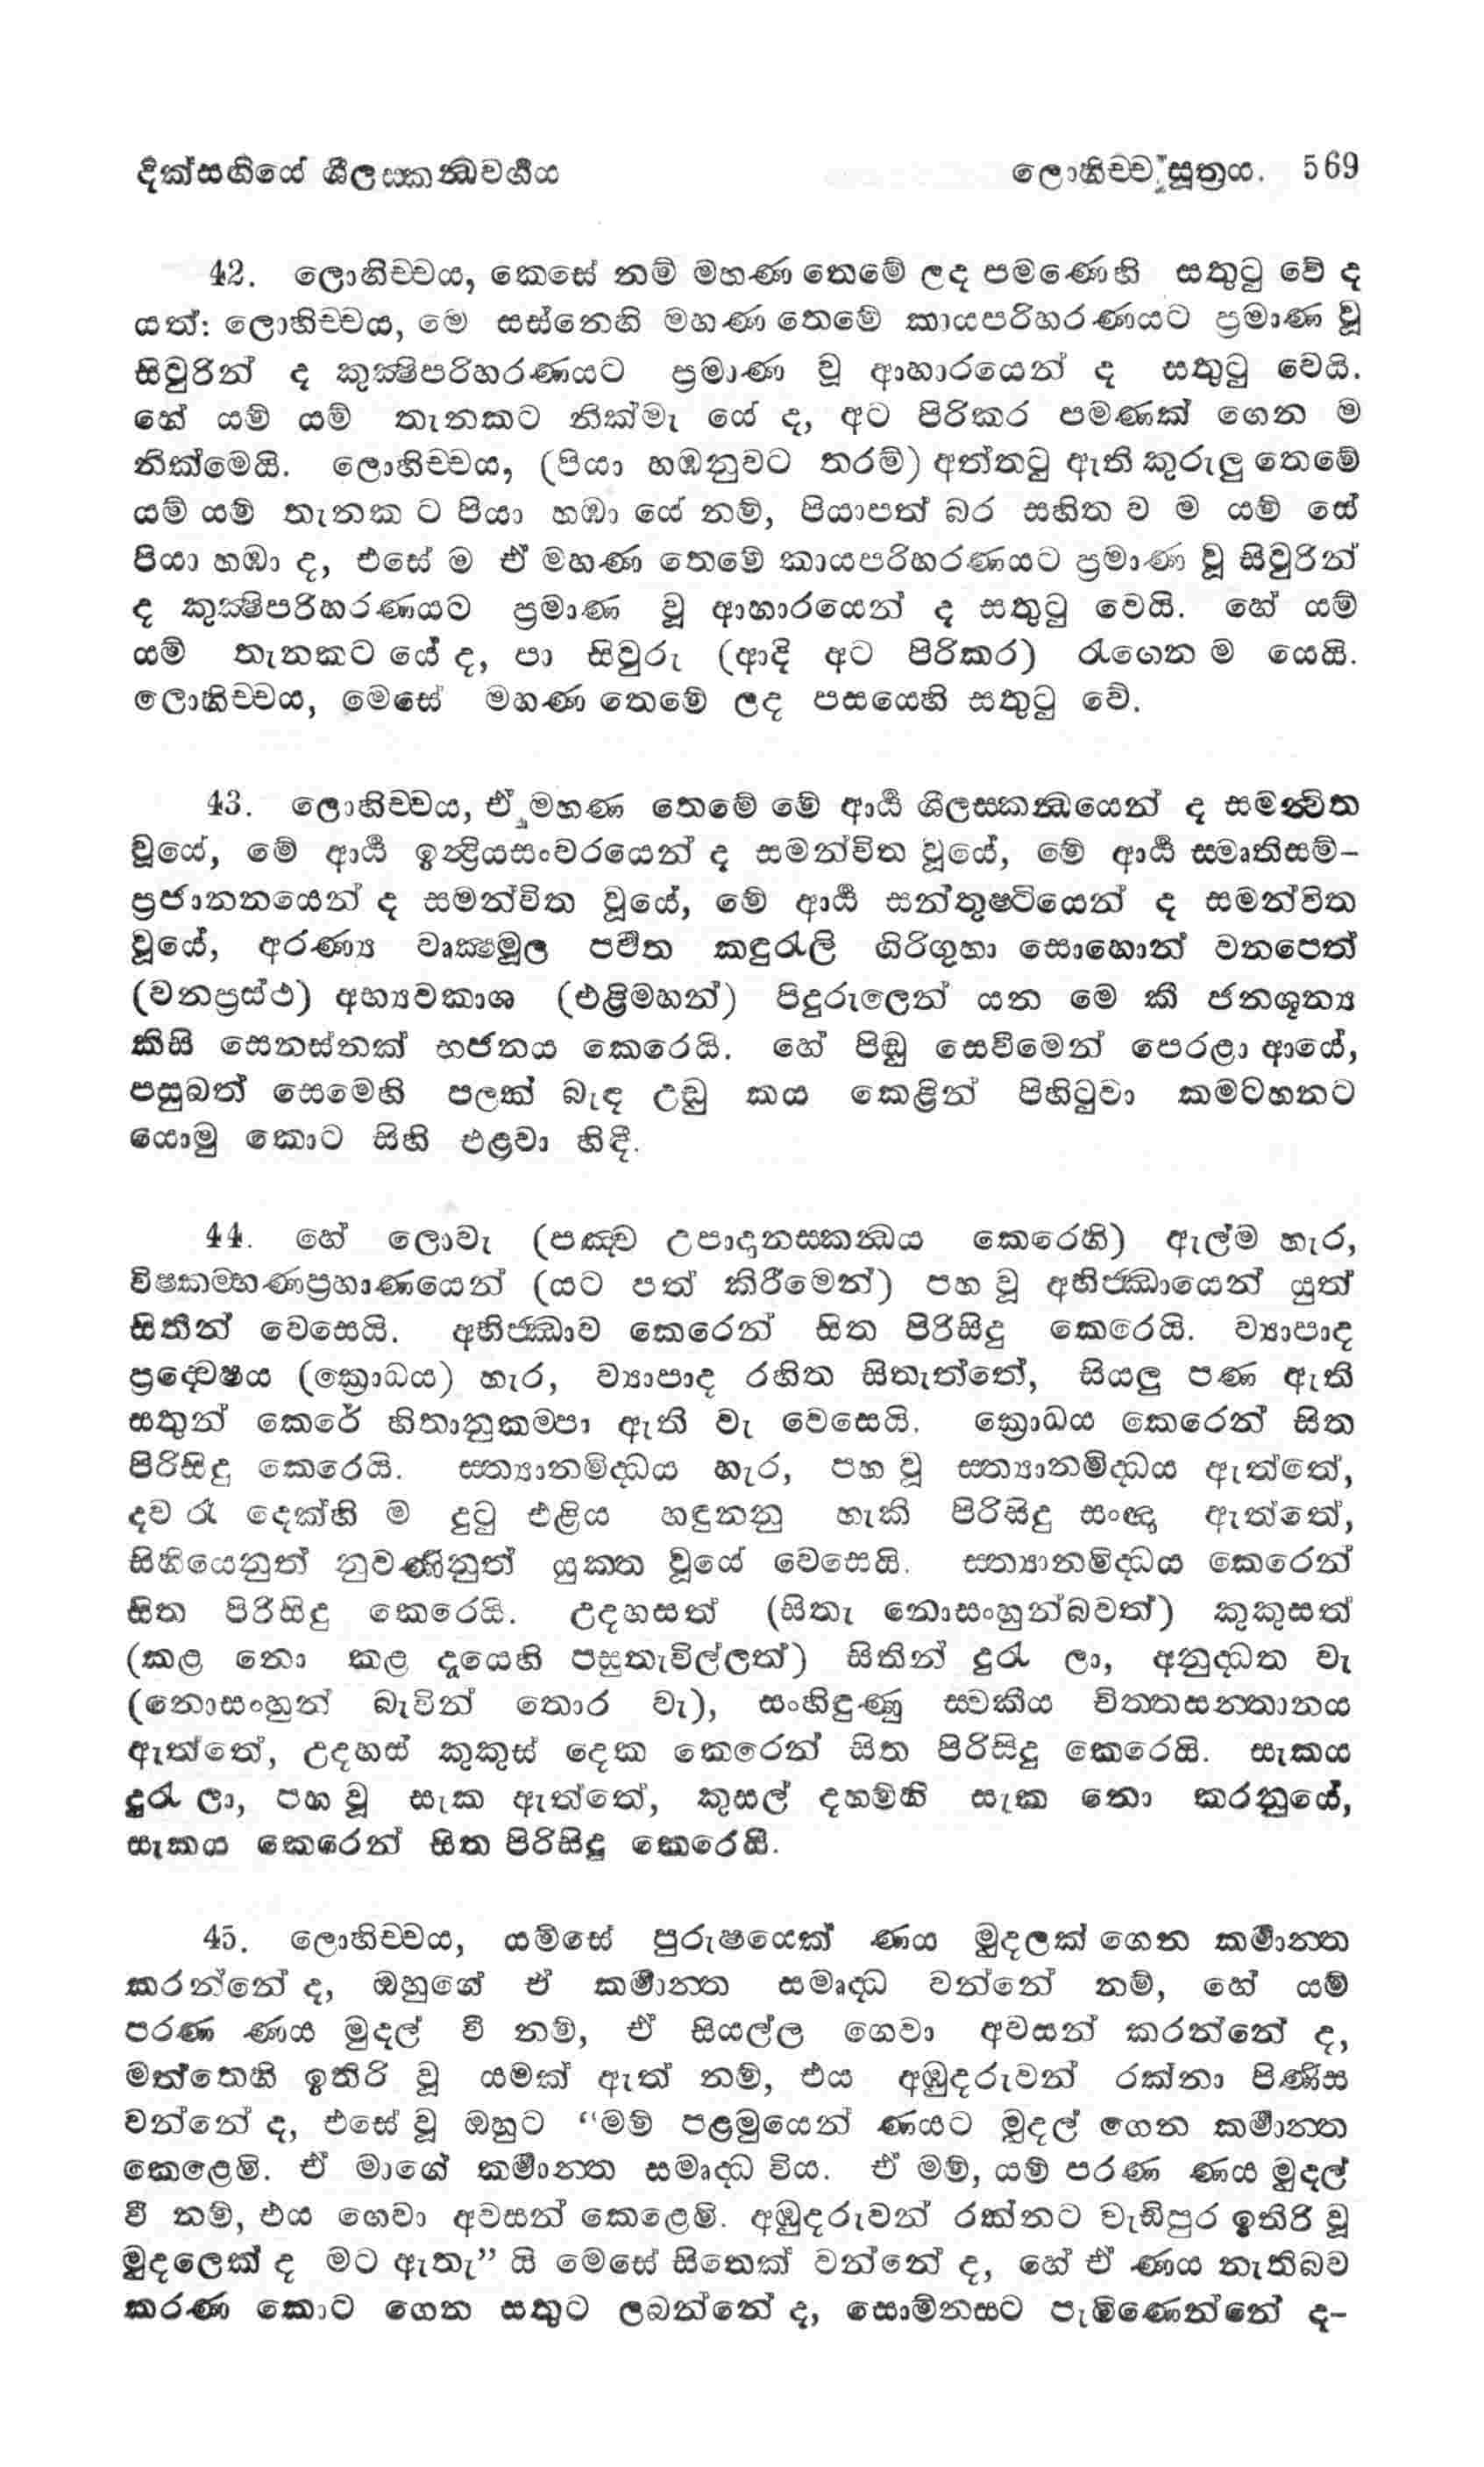 දික්සඟියේ ශීලස්කන්ධවර්ගය ලොහිච්ච සූත්‍රය. 569
42. ලොහිච්චය, කෙසේ නම් මහණ තෙමේ ලද පමණෙහි සතුටු වේ ද
යත්: ලොහිච්චය, මෙ සස්නෙහි මහණ තෙමේ කායපරිහරණයට ප්‍රමාණ වූ
සිවුරින් ද කුක්‍ෂිපරිහරණයට ප්‍රමාණ වූ ආහාරයෙන් ද සතුටු වෙයි.
හේ යම් යම් තැනකට නික්මැ යේ ද, අට පිරිකර පමණක් ගෙන ම
නික්මෙයි. ලොහිච්චය, (පියා හඹනුවට තරම්) අත්තටු ඇති කුරුලු තෙමේ
යම් යම් තැනක ට පියා හඹා යේ නම්, පියාපත් බර සහිත ව ම යම් සේ
පියා හඹා ද, එසේ ම ඒ මහණ තෙමේ කායපරිහරණයට ප්‍රමාණ වූ සිවුරින්
ද කුක්‍ෂිපරිහරණයට ප්‍රමාණ වූ ආහාරයෙන් ද සතුටු වෙයි. හේ යම්
යම් තැනකට යේ ද, පා සිවුරු (ආදි අට පිරිකර) රැගෙන ම යෙයි.
ලොහිච්චය, මෙසේ මහණ තෙමේ ලද පසයෙහි සතුටු වේ.
43. ලොහිච්චය, ඒ මහණ තෙමේ මේ ආර්‍ය්‍ය ශීලස්කන්ධයෙන් ද සමන්විත
වූයේ, මේ ආර්‍ය්‍ය ඉන්ද්‍රියසංවරයෙන් ද සමන්විත වූයේ, මේ ආර්‍ය්‍ය ස්මෘතිසම්-
ප්‍රජානනයෙන් ද සමන්විත වූයේ, මේ ආර්‍ය්‍ය සන්තුෂ්ටියෙන් ද සමන්විත
වූයේ, අරණ්‍ය වෘක්‍ෂමූල පර්‍වත කඳුරැලි ගිරිගුහා සොහොන් වනපෙත්
(වනප්‍රස්ථ) අභ්‍යවකාශ (එළිමහන්) පිදුරුලෙන් යන මෙ කී ජනශූන්‍ය
කිසි සෙනස්නක් භජනය කෙරෙයි. හේ පිඬු සෙවීමෙන් පෙරළා ආයේ,
පසුබත් සෙමෙහි පලක් බැඳ උඩු කය කෙළින් පිහිටුවා කමටහනට
යොමු කොට සිහි එළවා හිඳී.
44. හේ ලොවැ (පඤ්ච උපාදානස්කන්ධය කෙරෙහි) ඇල්ම හැර,
විෂ්කම්භණප්‍රහාණයෙන් (යට පත් කිරීමෙන්) පහ වූ අභිජ්ඣායෙන් යුත්
සිතින් වෙසෙයි. අභිජ්ඣාව කෙරෙන් සිත පිරිසිදු කෙරෙයි. ව්‍යාපාද
ප්‍රද්වෙෂය (ක්‍රොධය) හැර, ව්‍යාපාද රහිත සිතැත්තේ, සියලු පණ ඇති
සතුන් කෙරේ හිතානුකම්පා ඇති වැ වෙසෙයි. ක්‍රොධය කෙරෙන් සිත
පිරිසිදු කෙරෙයි. ස්ත්‍යානමිද්ධය හැර, පහ වූ ස්ත්‍යානමිද්ධය ඇත්තේ,
දව රෑ දෙක්හි ම දුටු එළිය හඳුනනු හැකි පිරිසිදු සංඥා ඇත්තේ,
සිහියෙනුත් නුවණිනුත් යුක්ත වූයේ වෙසෙයි. ස්ත්‍යානමිද්ධය කෙරෙන්
සිත පිරිසිදු කෙරෙයි. උදහසත් (සිතැ නොසංහුන්බවත්) කුකුසත්
(කළ නො කළ දෑයෙහි පසුතැවිල්ලත්) සිතින් දුරැ ලා, අනුද්ධත වැ
(නොසංහුන් බැවින් තොර වැ), සංහිඳුණු ස්වකීය චිත්තසන්තානය
ඇත්තේ, උදහස් කුකුස් දෙක කෙරෙන් සිත පිරිසිදු කෙරෙයි. සැකය
දුරැ ලා, පහ වූ සැක ඇත්තේ, කුසල් දහම්හි සැක නො කරනුයේ,
සැකය කෙරෙන් සිත පිරිසිදු කෙරෙයි.
45. ලොහිච්චය, යම්සේ පුරුෂයෙක් ණය මුදලක් ගෙන කර්‍මාන්ත
කරන්නේ ද, ඔහුගේ ඒ කර්‍මාන්ත සමෘද්ධ වන්නේ නම්, හේ යම්
පරණ ණය මුදල් වී නම්, ඒ සියල්ල ගෙවා අවසන් කරන්නේ ද,
මත්තෙහි ඉතිරි වූ යමක් ඇත් නම්, එය අඹුදරුවන් රක්නා පිණිස
වන්නේ ද, එසේ වූ ඔහුට “මම් පළමුයෙන් ණයට මුදල් ගෙන කර්‍මාන්ත
කෙළෙමි. ඒ මාගේ කර්‍මාන්ත සමෘද්ධ විය. ඒ මම්, යම් පරණ ණය මුදල්
වී නම්, එය ගෙවා අවසන් කෙළෙමි. අඹුදරුවන් රක්නට වැඩිපුර ඉතිරි වූ
මුදලෙක් ද මට ඇතැ” යි මෙසේ සිතෙක් වන්නේ ද, හේ ඒ ණය නැතිබව
කරණ කොට ගෙන සතුට ලබන්නේ ද, සොම්නසට පැමිණෙන්නේ ද-